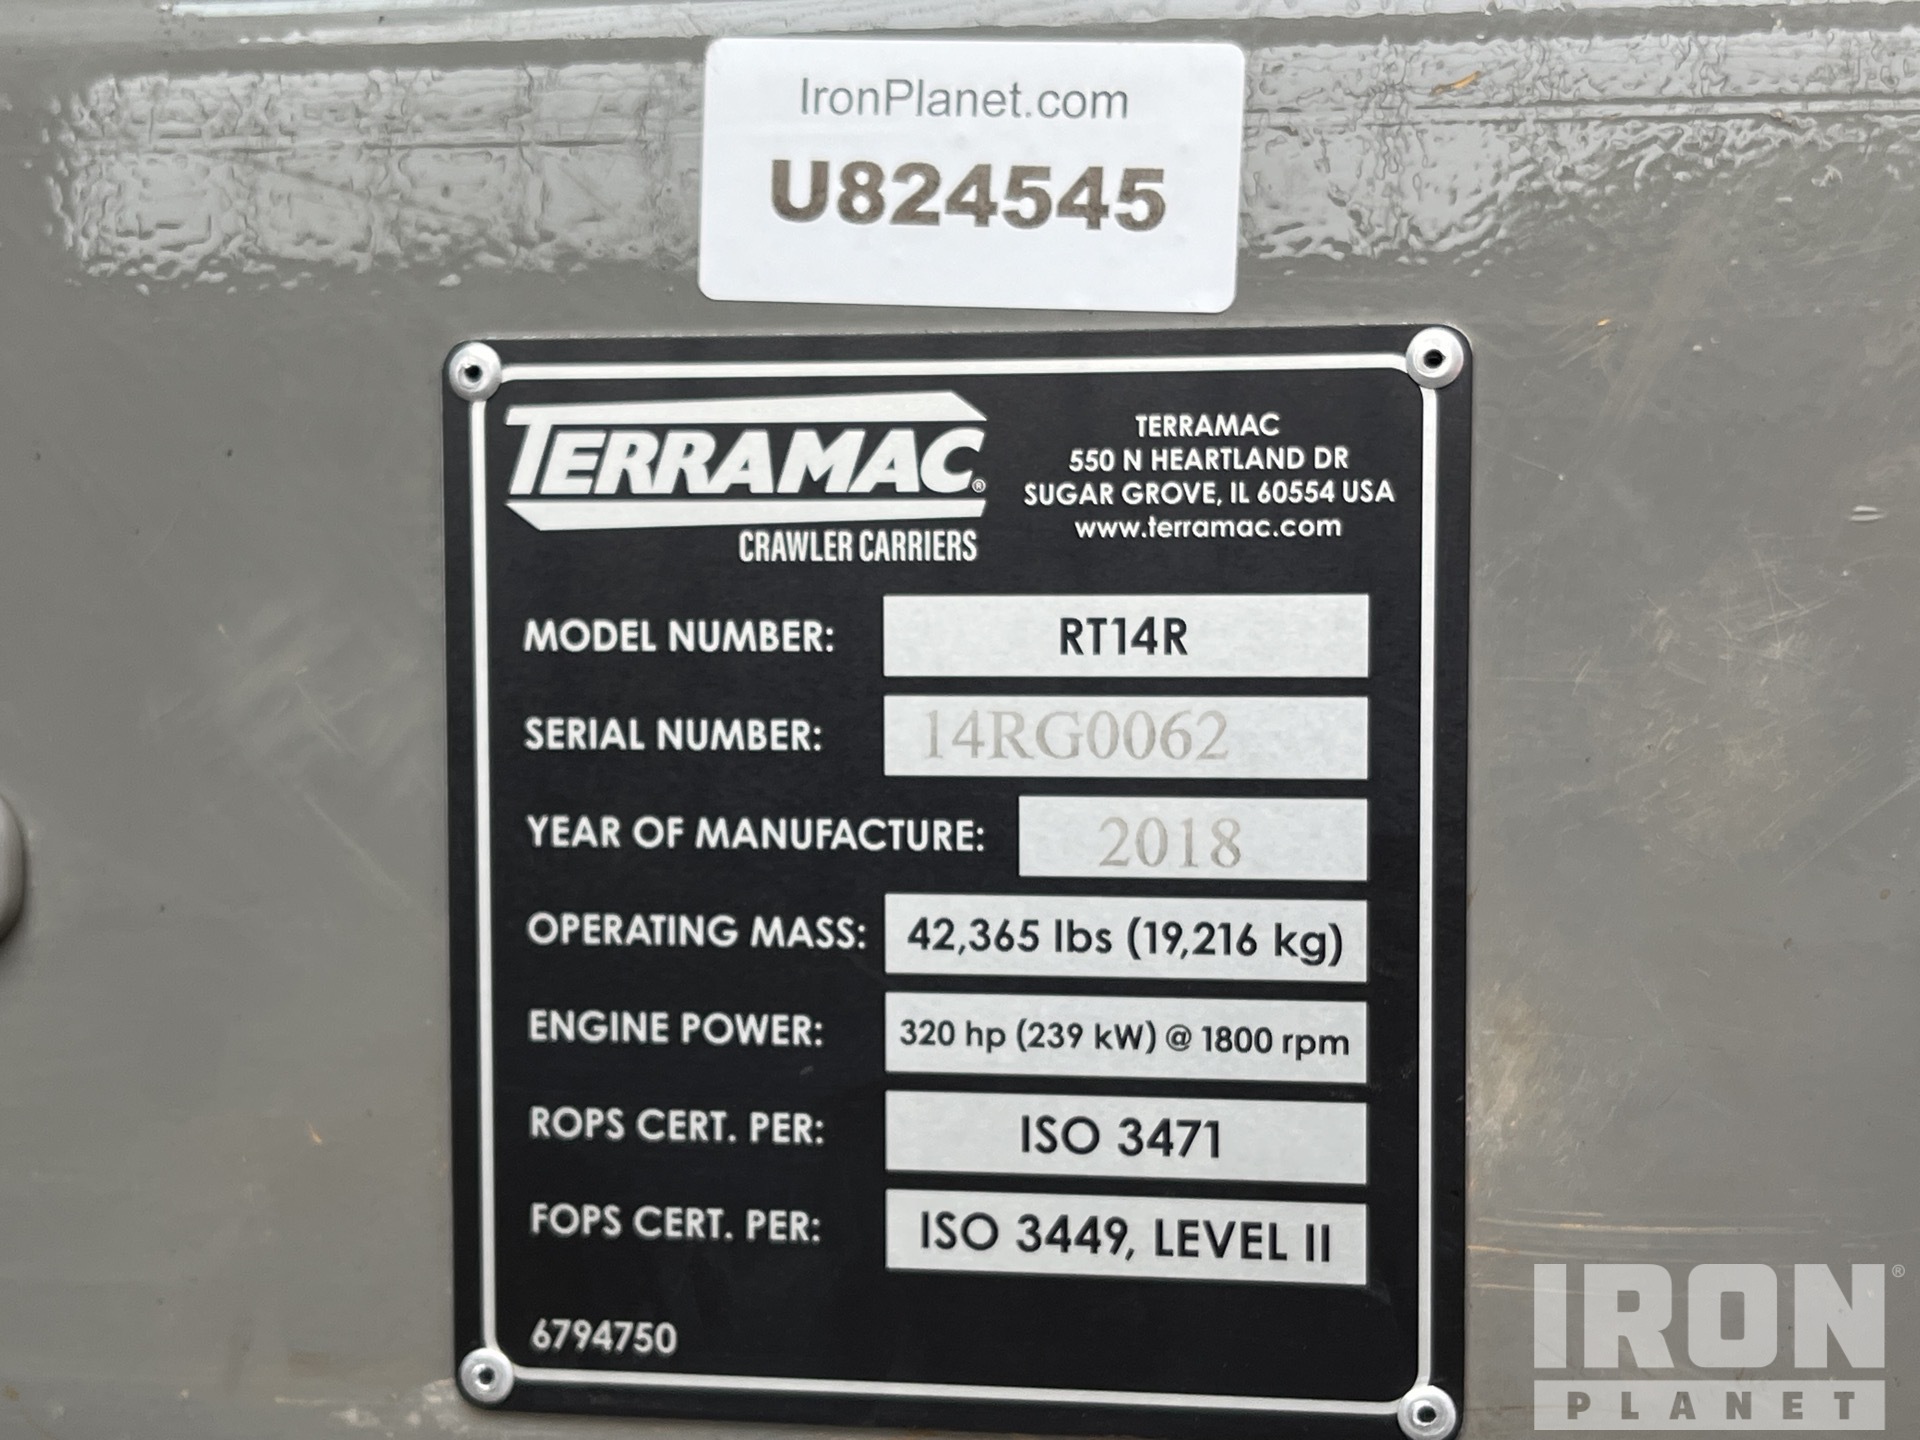 IronPlanet.com
U824545
TERRAMAC®
CRAWLER CARRIERS
TERRAMAC
550 N HEARTLAND DR
SUGAR GROVE, IL 60554 USA
www.terramac.com
MODEL NUMBER: RT14R
SERIAL NUMBER: 14RG0062
YEAR OF MANUFACTURE: 2018
OPERATING MASS: 42,365 lbs (19,216 kg)
ENGINE POWER: 320 hp (239 kW) @ 1800 rpm
ROPS CERT. PER: ISO 3471
FOPS CERT. PER: ISO 3449, LEVEL II
6794750
IRON®
PLANET